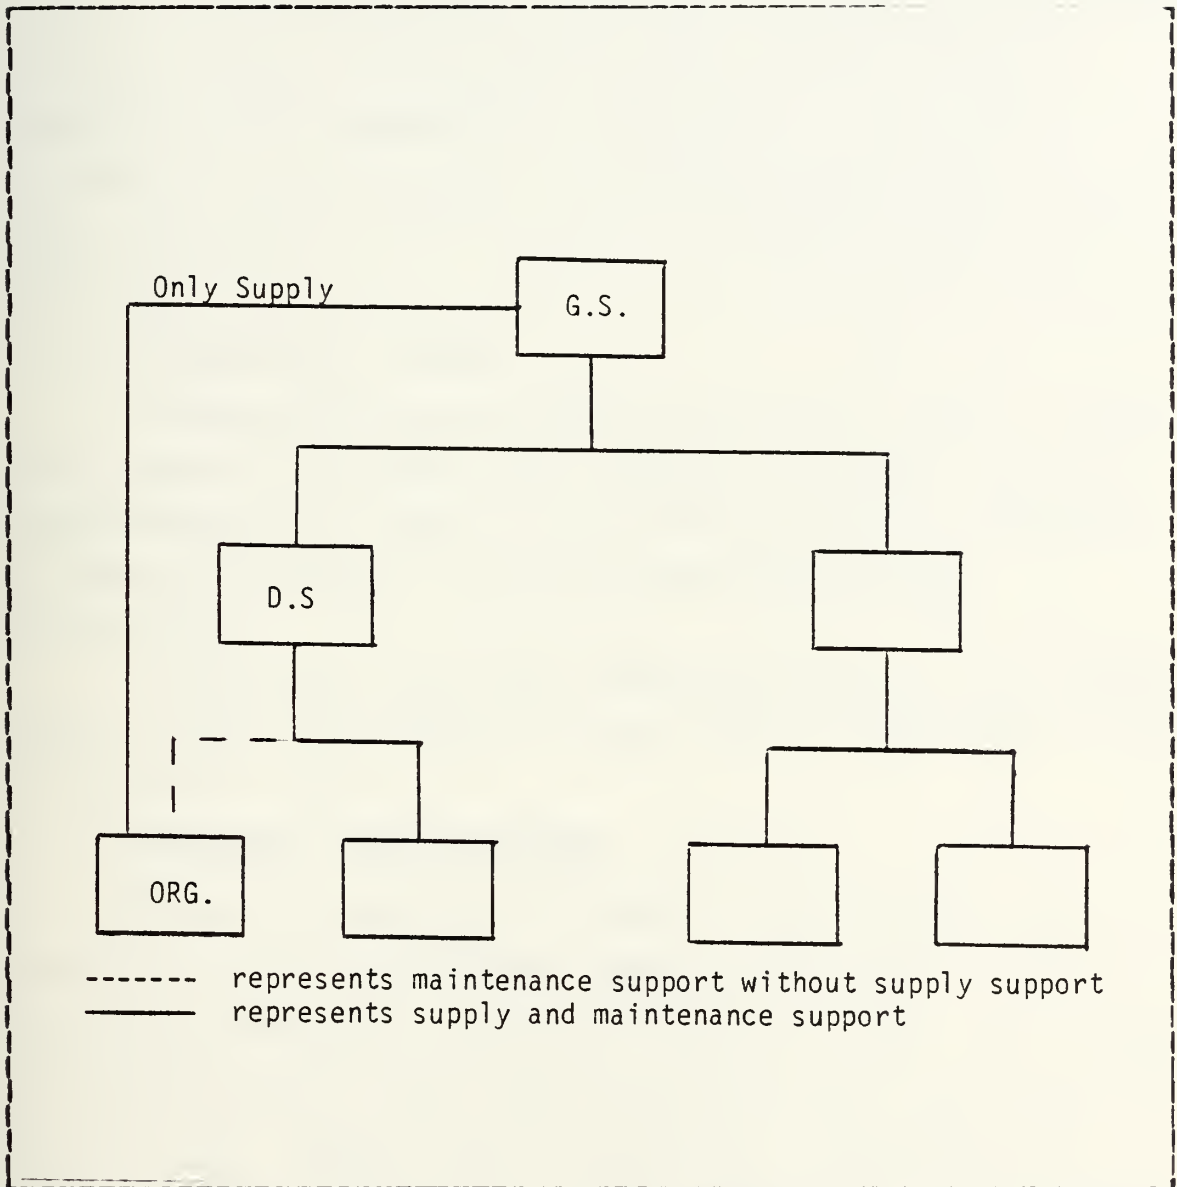 Only Supply
G.S.
D.S
ORG.
represents maintenance support without supply support
represents supply and maintenance support